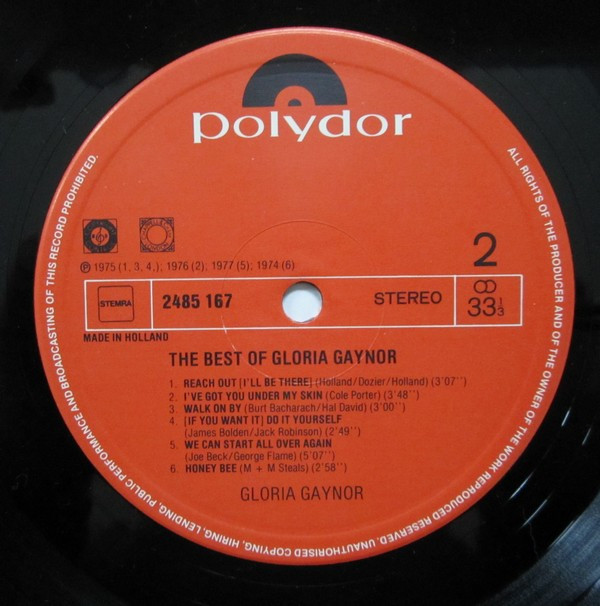 polydor
2
℗ 1975 (1, 3, 4,); 1976 (2); 1977 (5); 1974 (6)
STEMRA
2485 167
STEREO
33 1/3
MADE IN HOLLAND
THE BEST OF GLORIA GAYNOR
1. REACH OUT [I'LL BE THERE] (Holland/Dozier/Holland) (3'07'')
2. I'VE GOT YOU UNDER MY SKIN (Cole Porter) (3'48'')
3. WALK ON BY (Burt Bacharach/Hal David) (3'00'')
4. [IF YOU WANT IT] DO IT YOURSELF
(James Bolden/Jack Robinson) (2'49'')
5. WE CAN START ALL OVER AGAIN
(Joe Beck/George Flame) (5'07'')
6. HONEY BEE (M + M Steals) (2'58'')
GLORIA GAYNOR
ALL RIGHTS OF THE PRODUCER AND OF THE OWNER OF THE WORK REPRODUCED RESERVED. UNAUTHORISED COPYING, HIRING, LENDING, PUBLIC PERFORMANCE AND BROADCASTING OF THIS RECORD PROHIBITED.